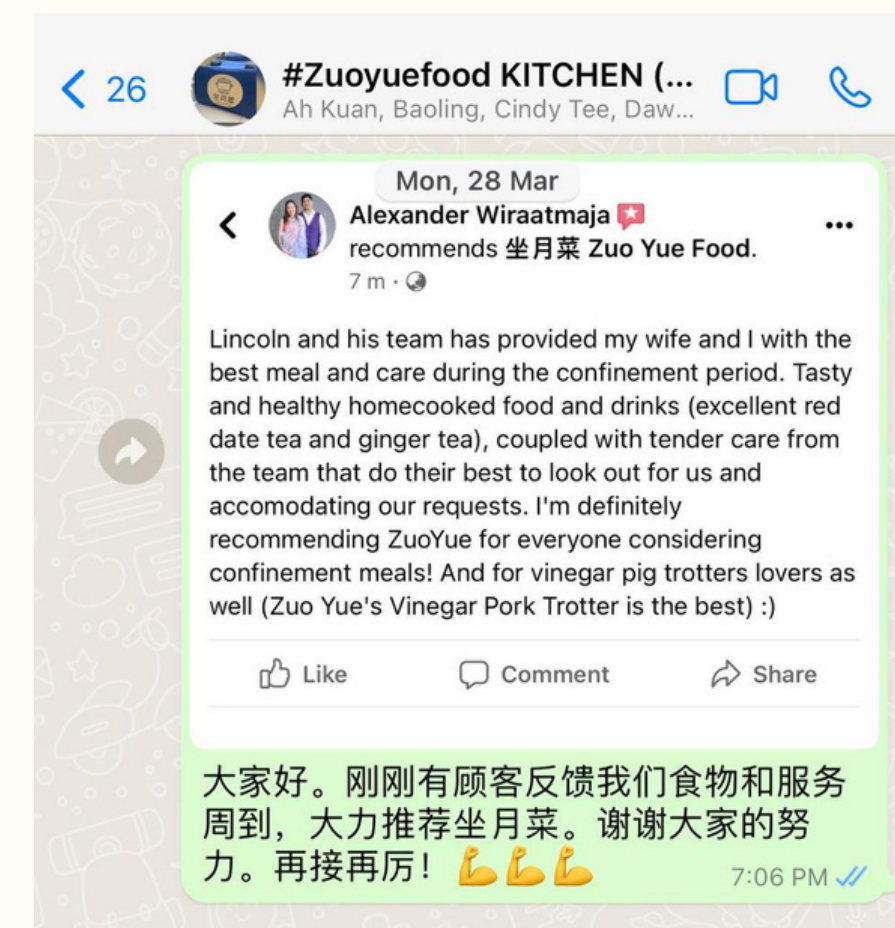 26
#Zuoyuefood KITCHEN (...
Ah Kuan, Baoling, Cindy Tee, Daw...
Mon, 28 Mar
Alexander Wiraatmaja
recommends 坐月菜 Zuo Yue Food.
7 m ·
Lincoln and his team has provided my wife and I with the
best meal and care during the confinement period. Tasty
and healthy homecooked food and drinks (excellent red
date tea and ginger tea), coupled with tender care from
the team that do their best to look out for us and
accomodating our requests. I'm definitely
recommending ZuoYue for everyone considering
confinement meals! And for vinegar pig trotters lovers as
well (Zuo Yue's Vinegar Pork Trotter is the best) :)
Like Comment Share
大家好。刚刚有顾客反馈我们食物和服务
周到，大力推荐坐月菜。谢谢大家的努
力。再接再厉！💪💪💪
7:06 PM